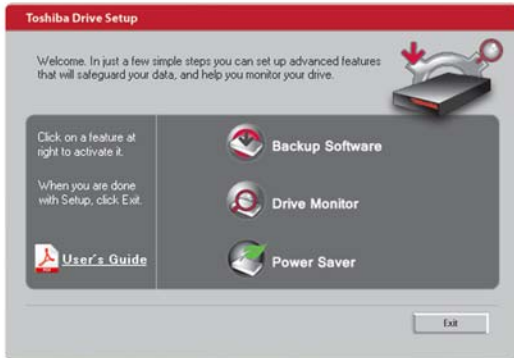 Toshiba Drive Setup
Welcome. In just a few simple steps you can set up advanced features
that will safeguard your data, and help you monitor your drive.
Click on a feature at
right to activate it.
When you are done
with Setup, click Exit.
User's Guide
Backup Software
Drive Monitor
Power Saver
Exit